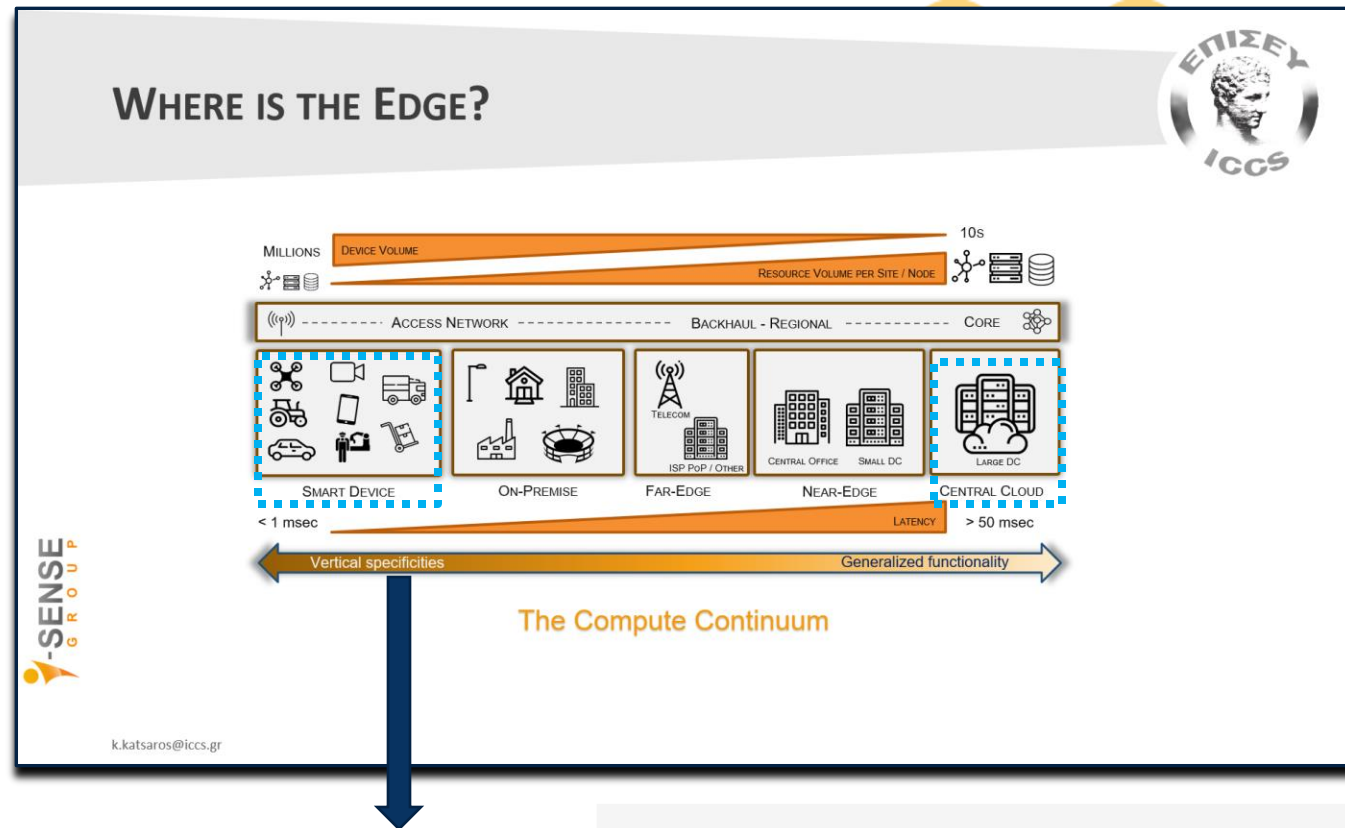 WHERE IS THE EDGE?
ΕΠΙΣΕΥ
ICCS
MILLIONS
DEVICE VOLUME
10s
RESOURCE VOLUME PER SITE / NODE
ACCESS NETWORK
BACKHAUL - REGIONAL
CORE
TELECOM
ISP PoP / OTHER
CENTRAL OFFICE
SMALL DC
LARGE DC
SMART DEVICE
ON-PREMISE
FAR-EDGE
NEAR-EDGE
CENTRAL CLOUD
< 1 msec
LATENCY
> 50 msec
Vertical specificities
Generalized functionality
The Compute Continuum
-SENSE
GROUP
k.katsaros@iccs.gr